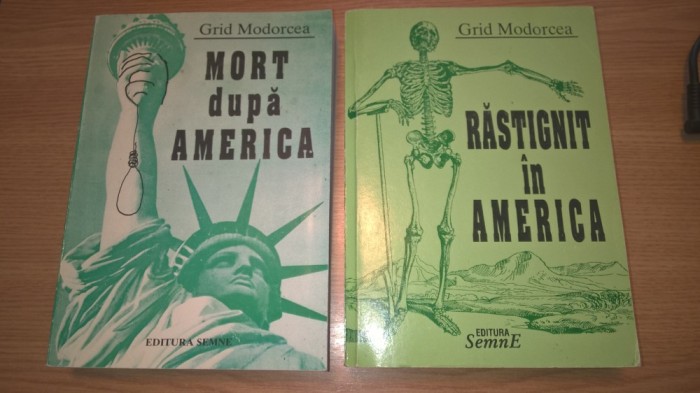 Grid Modorcea
MORT
după
AMERICA
EDITURA SEMNE
Grid Modorcea
RĂSTIGNIT
în
AMERICA
EDITURA
SemnE